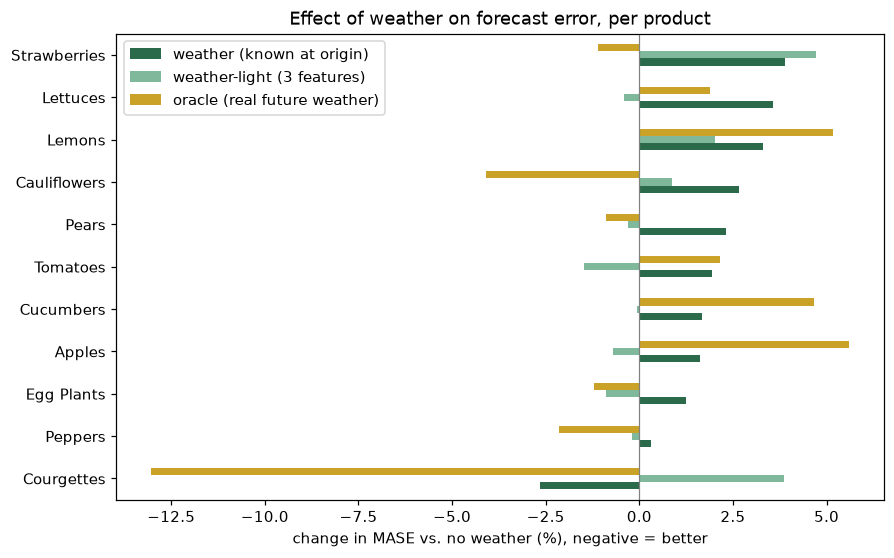 Effect of weather on forecast error, per product
weather (known at origin)
weather-light (3 features)
oracle (real future weather)
Strawberries
Lettuces
Lemons
Cauliflowers
Pears
Tomatoes
Cucumbers
Apples
Egg Plants
Peppers
Courgettes
−12.5 −10.0 −7.5 −5.0 −2.5 0.0 2.5 5.0
change in MASE vs. no weather (%), negative = better